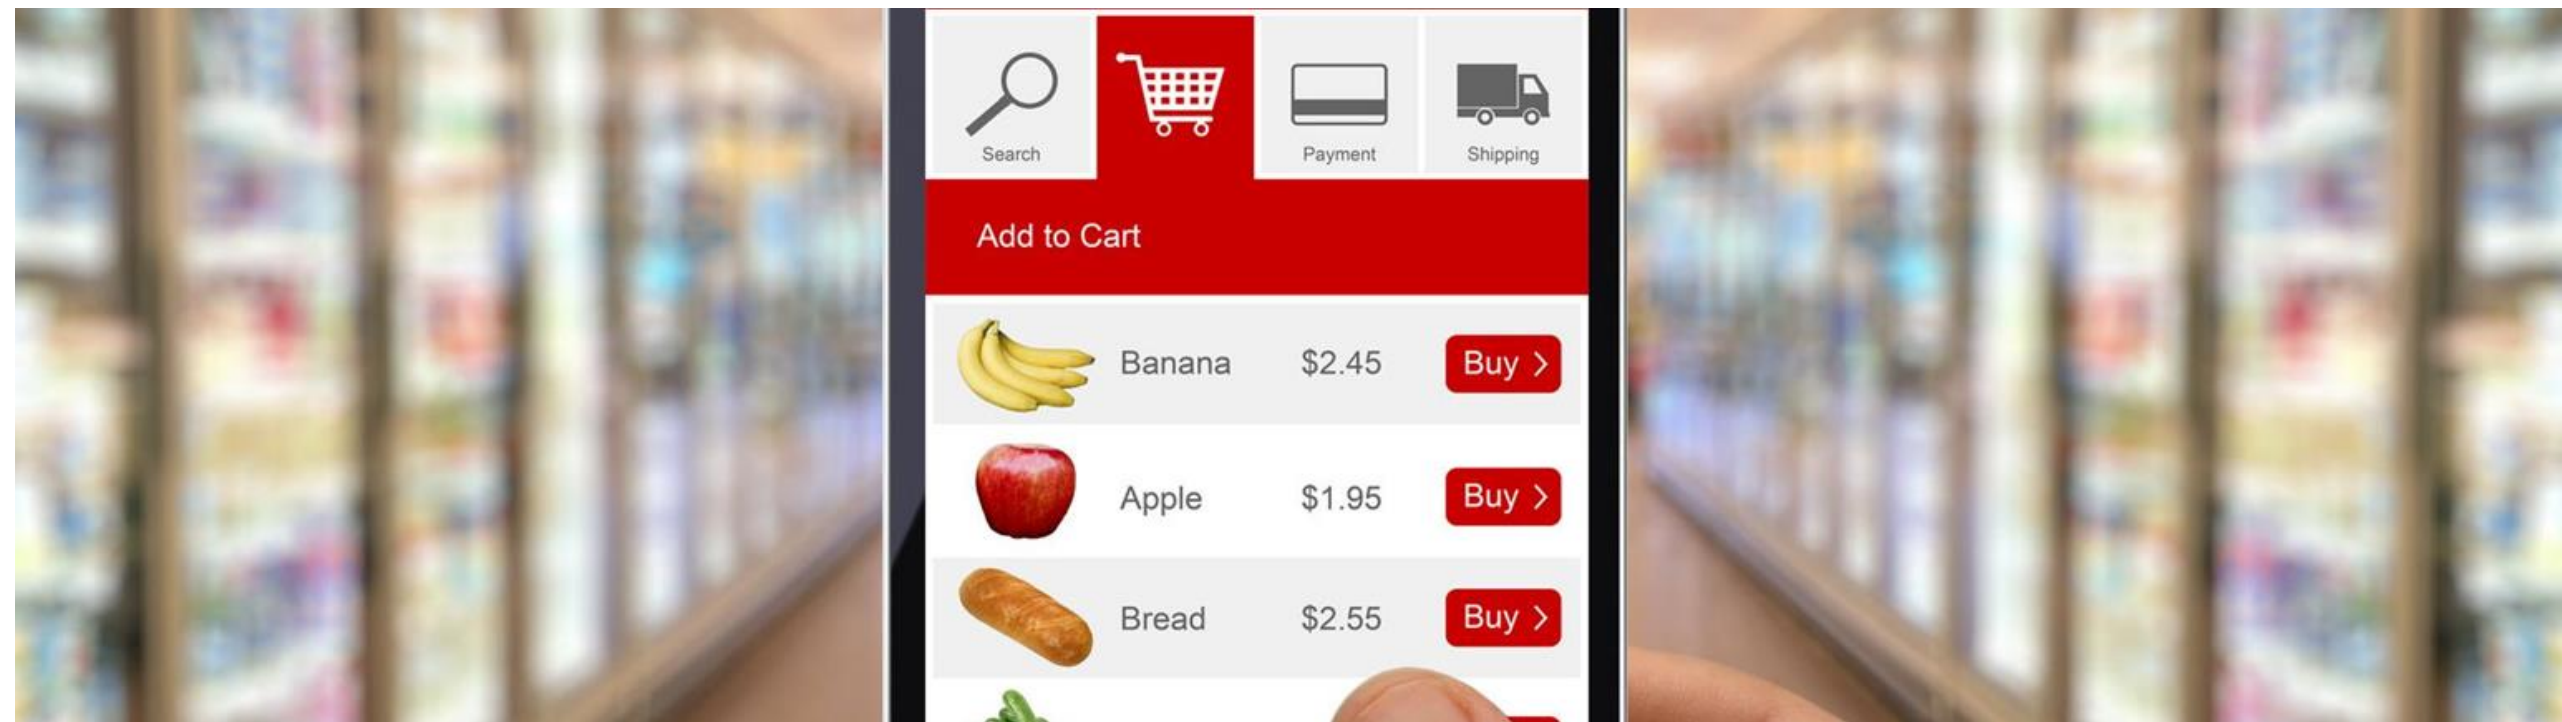 Search
Payment
Shipping
Add to Cart
Banana $2.45 Buy >
Apple $1.95 Buy >
Bread $2.55 Buy >